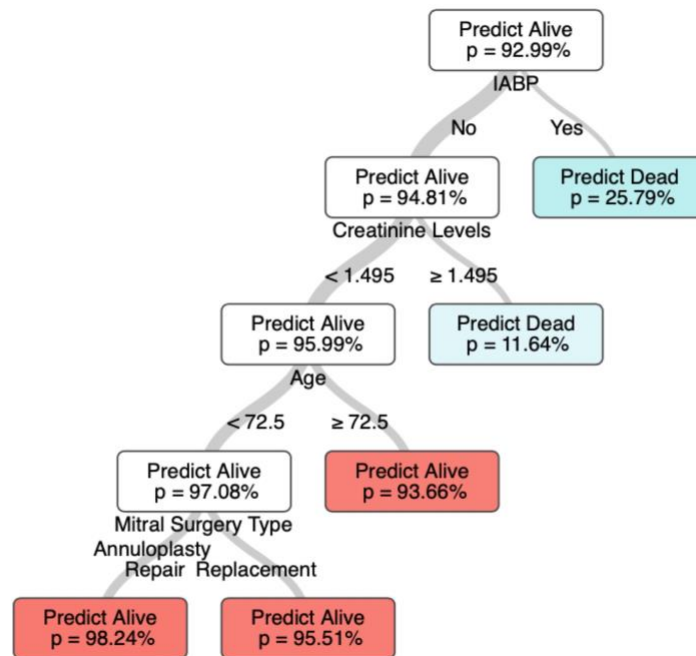 Predict Alive
p = 92.99%
IABP
No Yes
Predict Alive
p = 94.81%
Predict Dead
p = 25.79%
Creatinine Levels
< 1.495 ≥ 1.495
Predict Alive
p = 95.99%
Predict Dead
p = 11.64%
Age
< 72.5 ≥ 72.5
Predict Alive
p = 97.08%
Predict Alive
p = 93.66%
Mitral Surgery Type
Annuloplasty
Repair Replacement
Predict Alive
p = 98.24%
Predict Alive
p = 95.51%